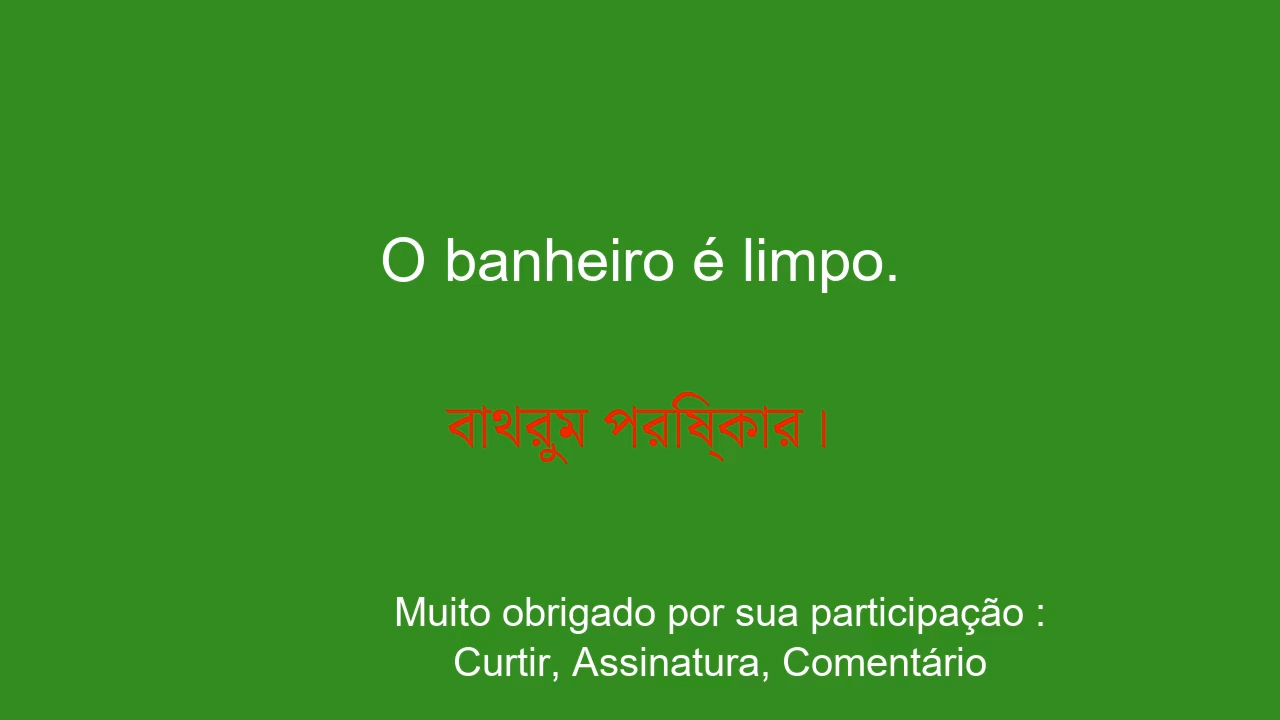 O banheiro é limpo.
বাথরুম পরিষ্কার।
Muito obrigado por sua participação :
Curtir, Assinatura, Comentário